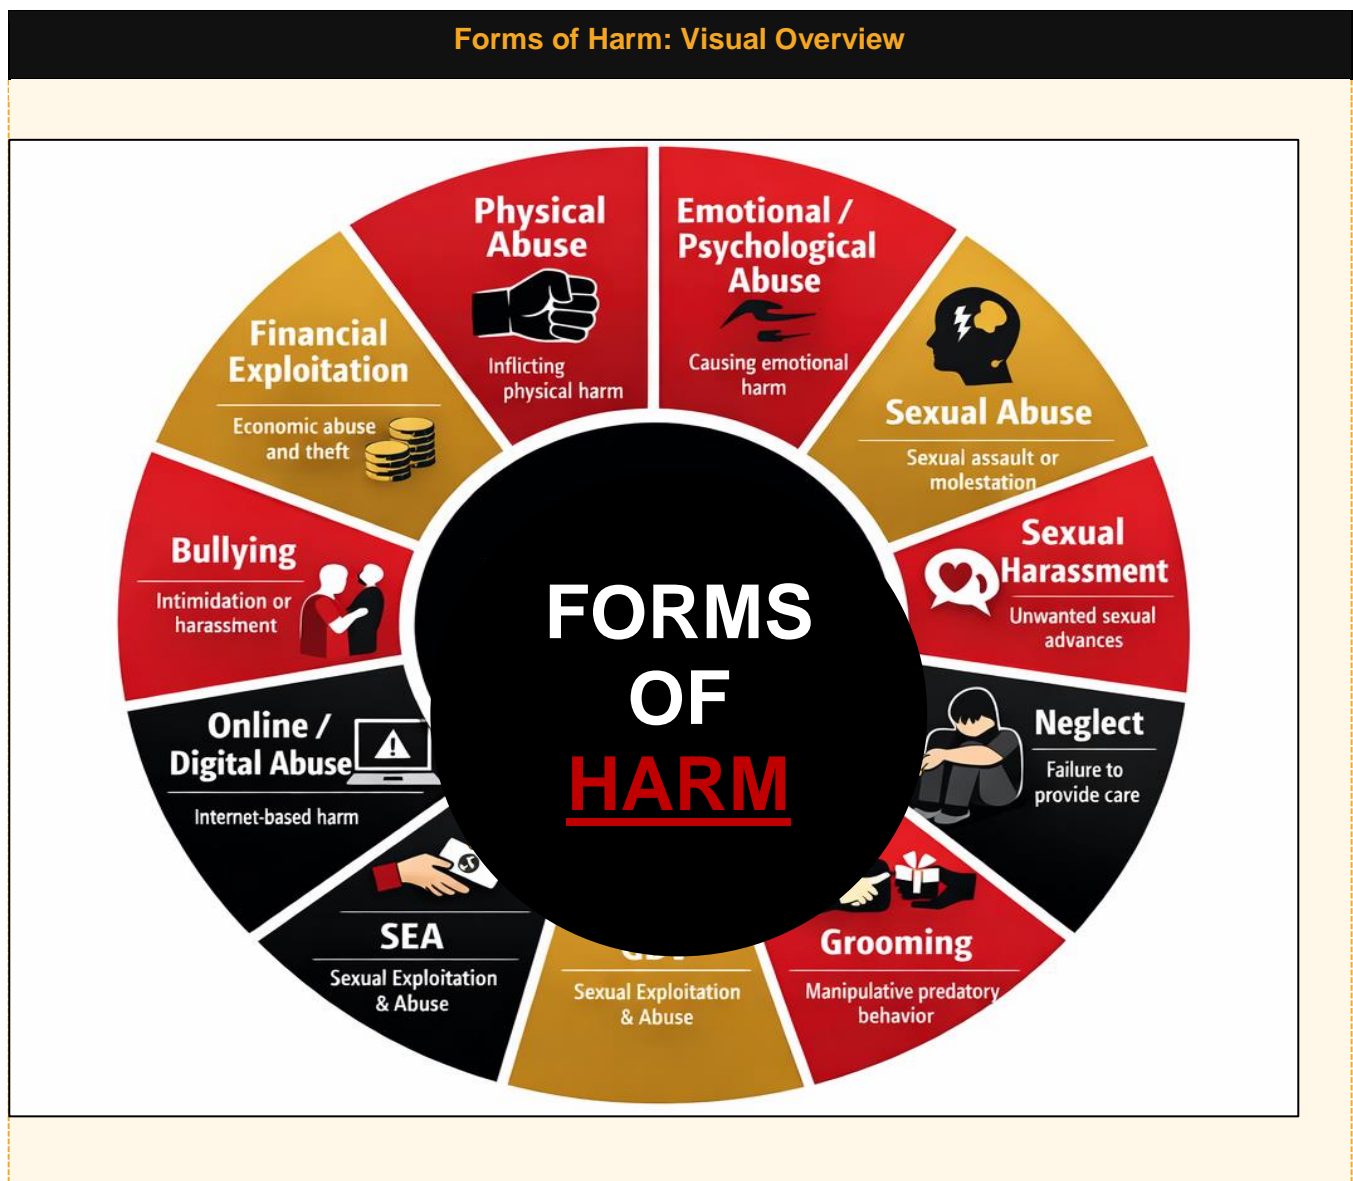 Forms of Harm: Visual Overview
Physical
Abuse
Inflicting
physical harm
Emotional /
Psychological
Abuse
Causing emotional
harm
Sexual Abuse
Sexual assault or
molestation
Sexual
Harassment
Unwanted sexual
advances
Neglect
Failure to
provide care
Grooming
Manipulative predatory
behavior
Sexual Exploitation
& Abuse
SEA
Sexual Exploitation
& Abuse
Online /
Digital Abuse
Internet-based harm
Bullying
Intimidation or
harassment
Financial
Exploitation
Economic abuse
and theft
FORMS
OF
HARM